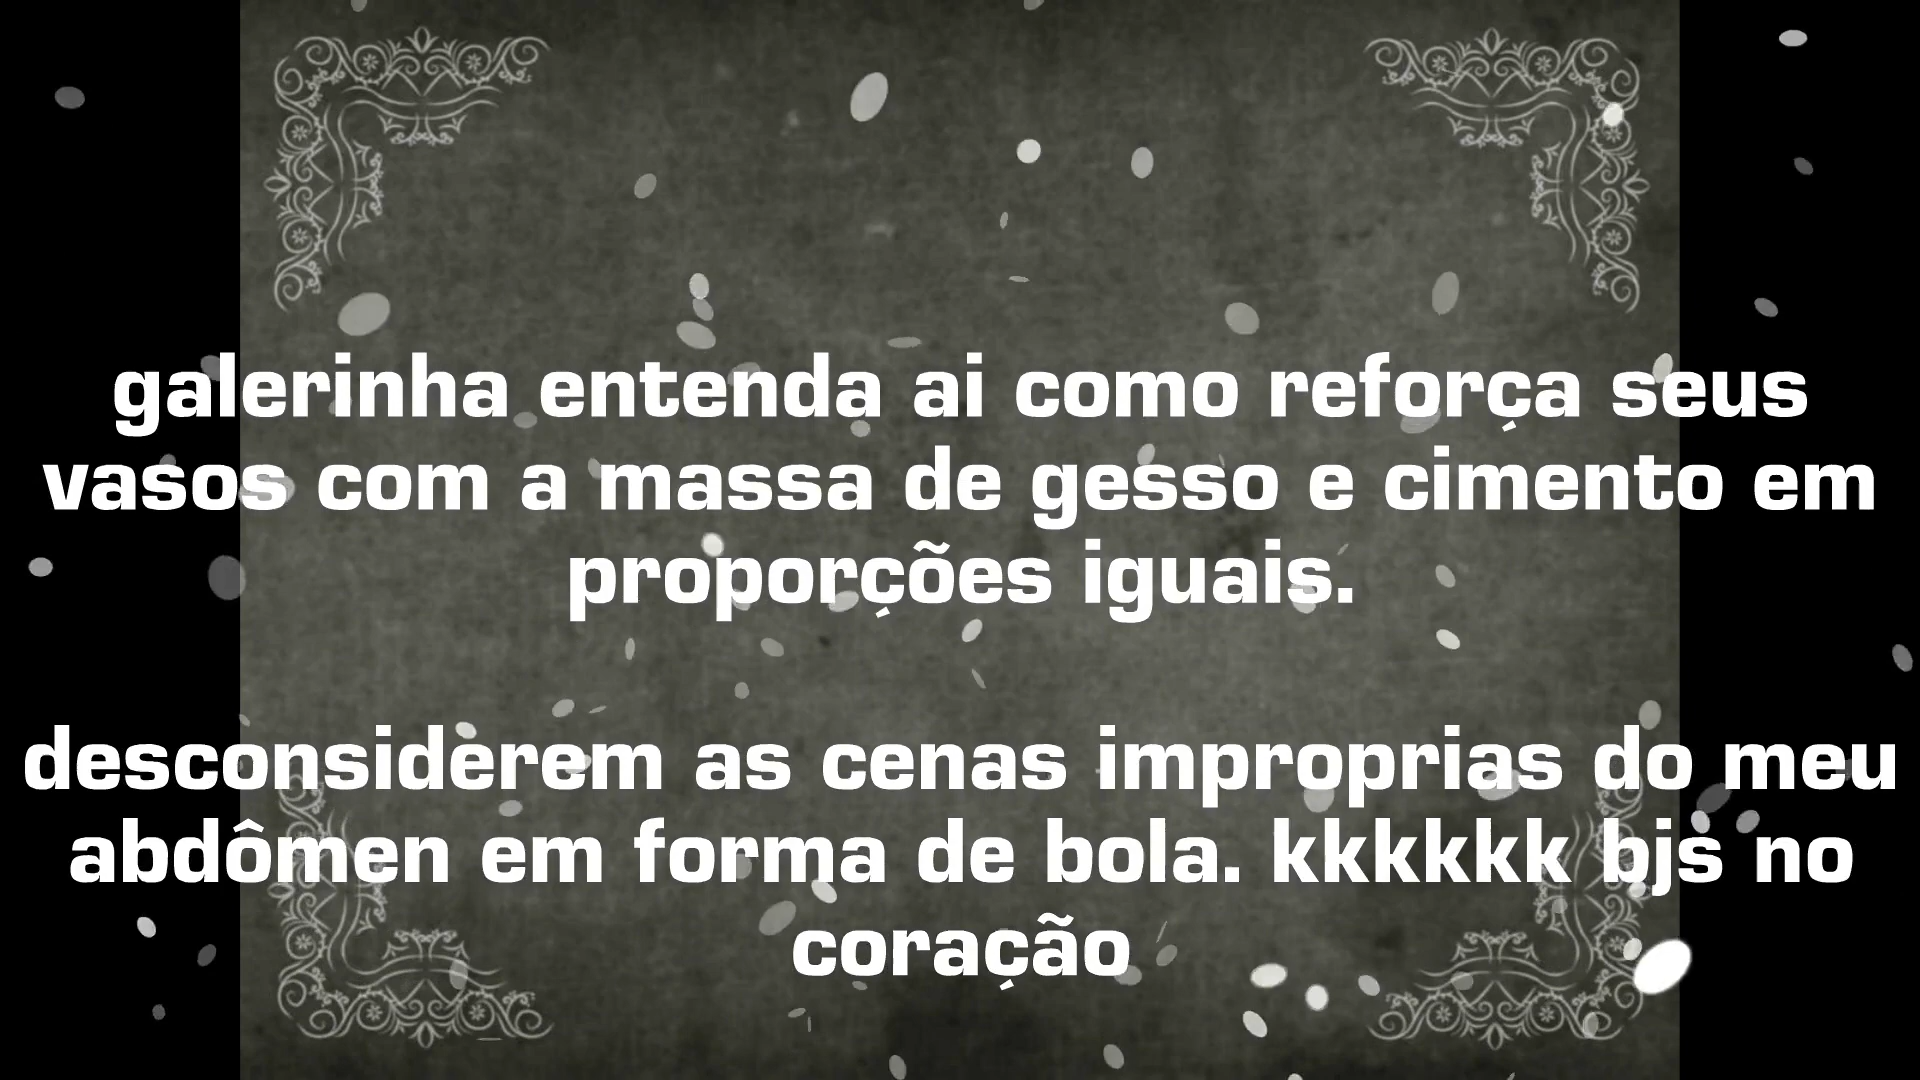 galerinha entenda ai como reforça seus
vasos com a massa de gesso e cimento em
proporções iguais.
desconsiderem as cenas improprias do meu
abdômen em forma de bola. kkkkkk bjs no
coração